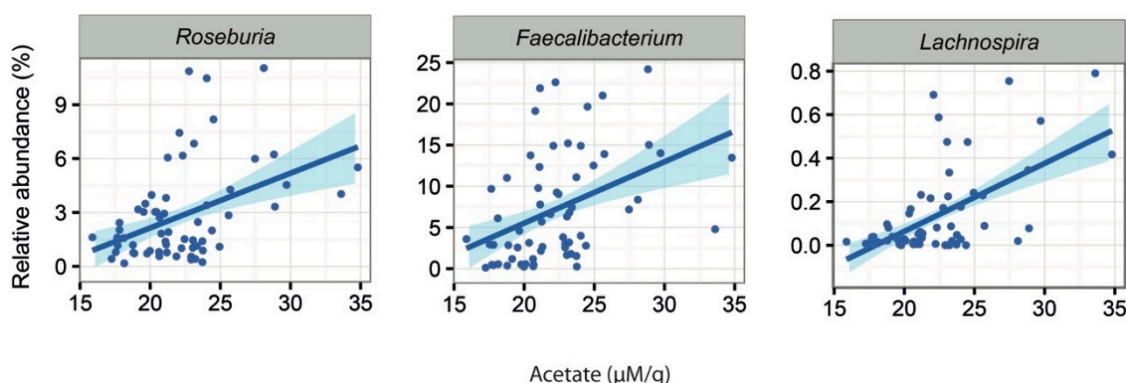 Roseburia
Faecalibacterium
Lachnospira
Relative abundance (%)
9
6
3
0
25
20
15
10
5
0
0.8
0.6
0.4
0.2
0.0
15 20 25 30 35
15 20 25 30 35
15 20 25 30 35
Acetate (µM/g)